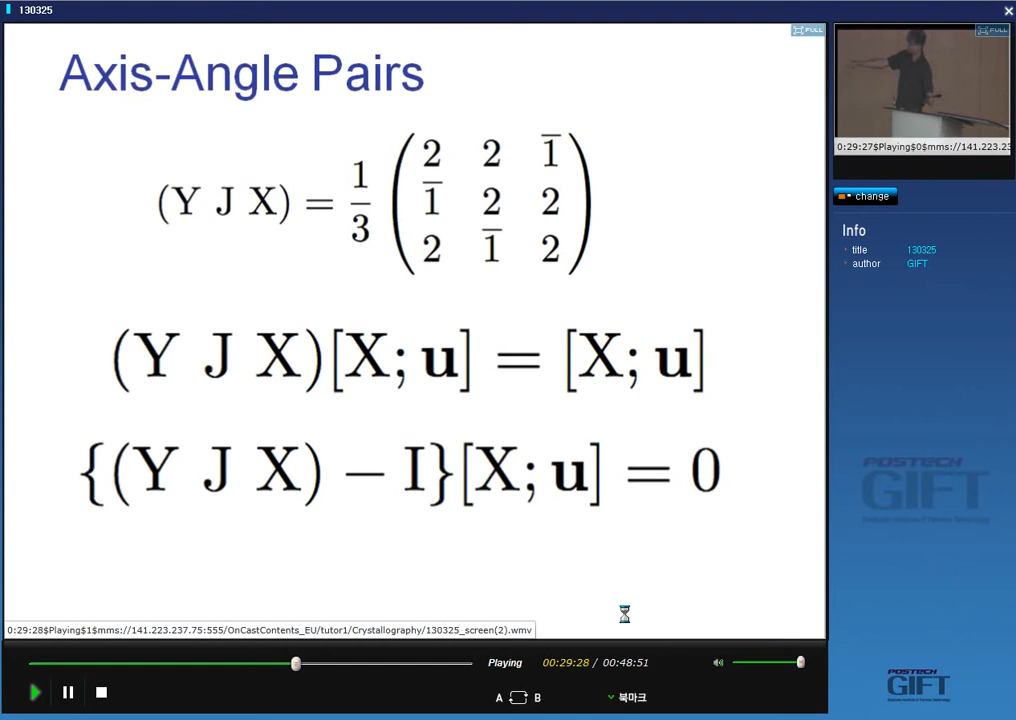 130325
FULL
Axis-Angle Pairs
(Y J X) = 1/3 ( 2 2 1̅
1̅ 2 2
2 1̅ 2 )
(Y J X)[X; u] = [X; u]
{(Y J X) − I}[X; u] = 0
0:29:28$Playing$1$mms://141.223.237.75:555/OnCastContents_EU/tutor1/Crystallography/130325_screen(2).wmv
Playing 00:29:28 / 00:48:51
A B 북마크
FULL
0:29:27$Playing$0$mms://141.223.23
change
Info
title 130325
author GIFT
POSTECH
GIFT
POSTECH
GIFT